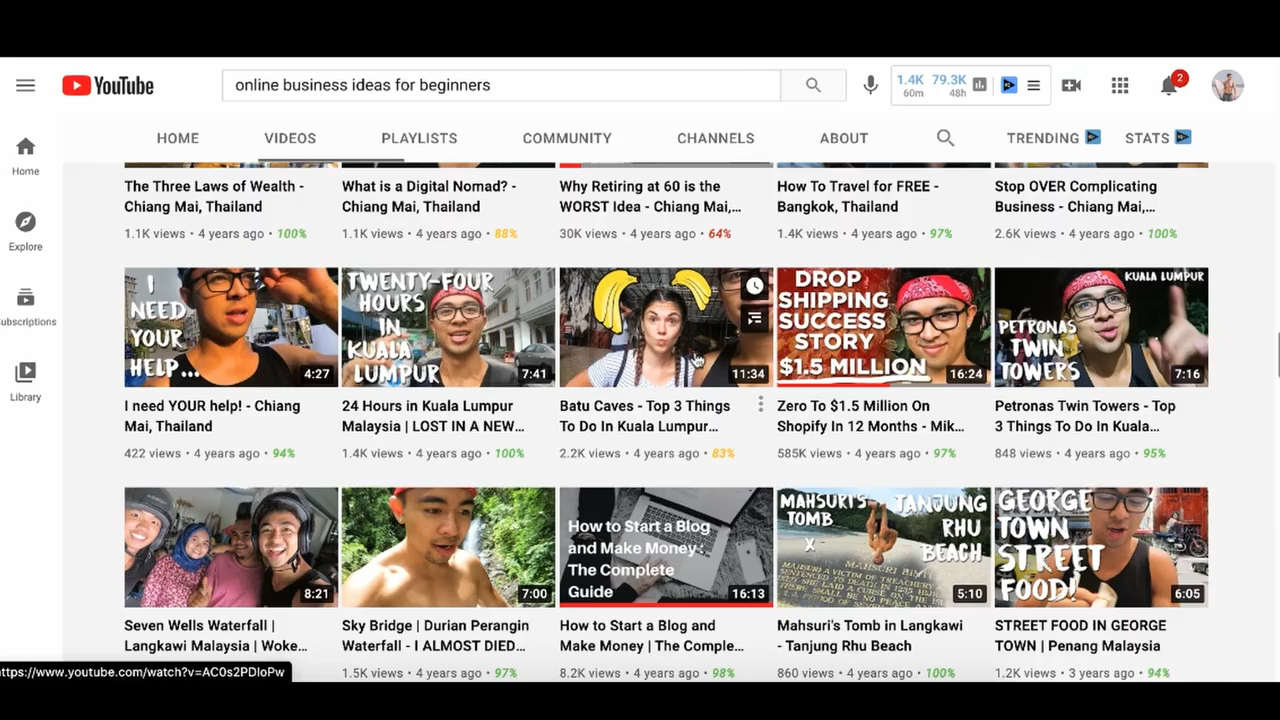 YouTube
online business ideas for beginners
1.4K 79.3K
60m 48h
2
HOME VIDEOS PLAYLISTS COMMUNITY CHANNELS ABOUT TRENDING STATS
Home
Explore
Subscriptions
Library
The Three Laws of Wealth -
Chiang Mai, Thailand
1.1K views • 4 years ago • 100%
What is a Digital Nomad? -
Chiang Mai, Thailand
1.1K views • 4 years ago • 88%
Why Retiring at 60 is the
WORST Idea - Chiang Mai,...
30K views • 4 years ago • 64%
How To Travel for FREE -
Bangkok, Thailand
1.4K views • 4 years ago • 97%
Stop OVER Complicating
Business - Chiang Mai,...
2.6K views • 4 years ago • 100%
I
NEED
YOUR
HELP...
4:27
I need YOUR help! - Chiang
Mai, Thailand
422 views • 4 years ago • 94%
TWENTY-FOUR
HOURS
IN
KUALA
LUMPUR
7:41
24 Hours in Kuala Lumpur
Malaysia | LOST IN A NEW...
1.4K views • 4 years ago • 100%
11:34
Batu Caves - Top 3 Things
To Do In Kuala Lumpur...
2.2K views • 4 years ago • 83%
DROP
SHIPPING
SUCCESS
STORY
$1.5 MILLION
16:24
Zero To $1.5 Million On
Shopify In 12 Months - Mik...
585K views • 4 years ago • 97%
KUALA LUMPUR
PETRONAS
TWIN
TOWERS
7:16
Petronas Twin Towers - Top
3 Things To Do In Kuala...
848 views • 4 years ago • 95%
8:21
Seven Wells Waterfall |
Langkawi Malaysia | Woke...
7:00
Sky Bridge | Durian Perangin
Waterfall - I ALMOST DIED...
1.5K views • 4 years ago • 97%
How to Start a Blog
and Make Money :
The Complete
Guide
16:13
How to Start a Blog and
Make Money | The Comple...
8.2K views • 4 years ago • 98%
MAHSURI'S
TOMB
X
TANJUNG
RHU
BEACH
5:10
Mahsuri's Tomb in Langkawi
- Tanjung Rhu Beach
860 views • 4 years ago • 100%
GEORGE
TOWN
STREET
FOOD!
6:05
STREET FOOD IN GEORGE
TOWN | Penang Malaysia
1.2K views • 3 years ago • 94%
https://www.youtube.com/watch?v=AC0s2PDIoPw